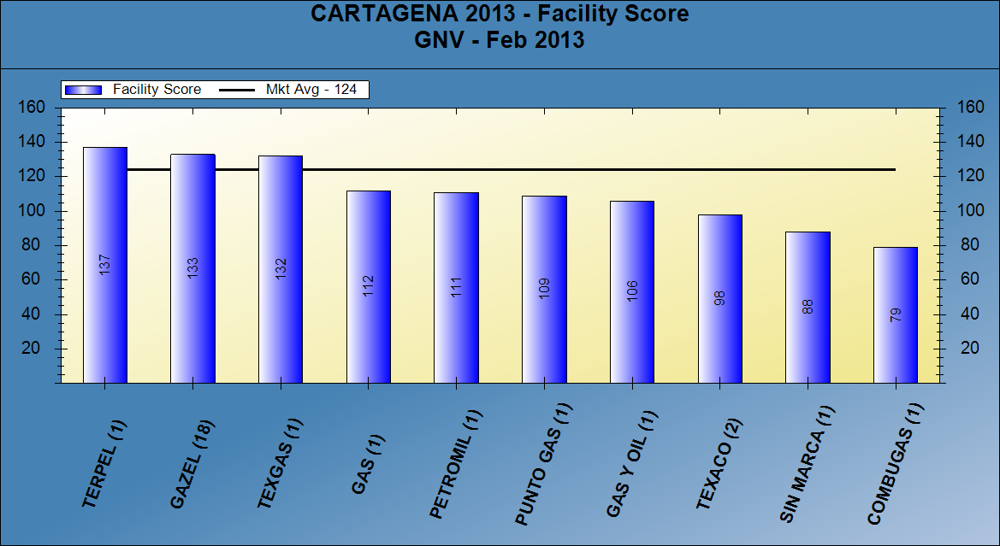 CARTAGENA 2013 - Facility Score
GNV - Feb 2013
Facility Score
Mkt Avg - 124
160
140
120
100
80
60
40
20
160
140
120
100
80
60
40
20
137
133
132
112
111
109
106
98
88
79
TERPEL (1)
GAZEL (18)
TEXGAS (1)
GAS (1)
PETROMIL (1)
PUNTO GAS (1)
GAS Y OIL (1)
TEXACO (2)
SIN MARCA (1)
COMBUGAS (1)